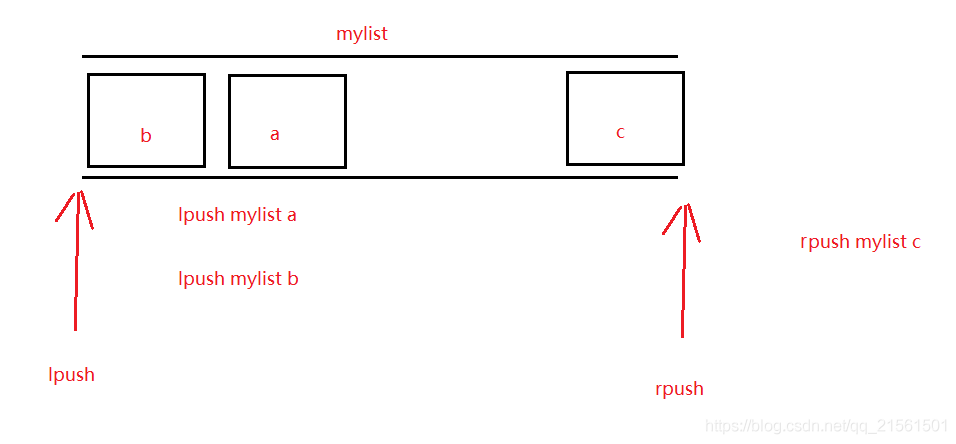 mylist
b
a
c
lpush mylist a
rpush mylist c
lpush mylist b
lpush
rpush
https://blog.csdn.net/qq_21561501